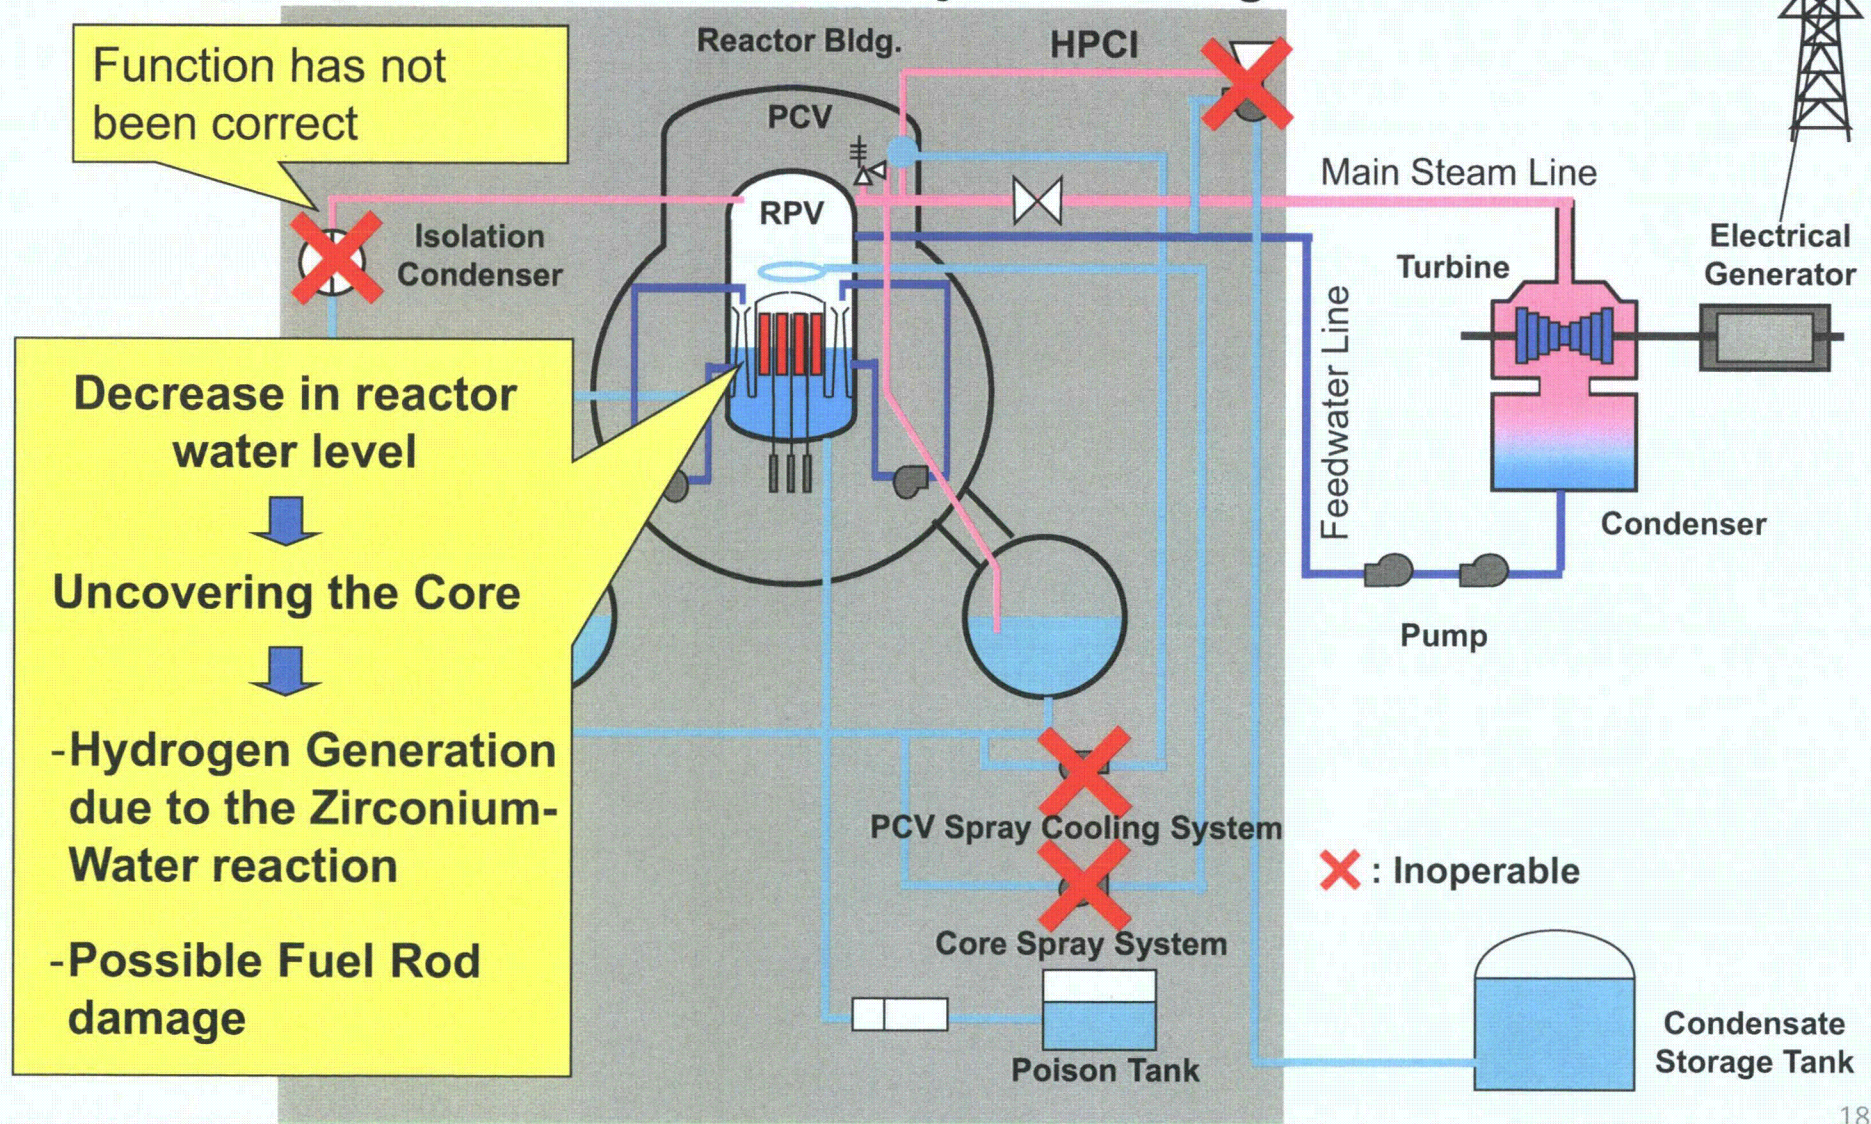 Reactor Bldg.
HPCI
Function has not
been correct
PCV
RPV
Main Steam Line
Isolation
Condenser
Turbine
Electrical
Generator
Feedwater Line
Decrease in reactor
water level
Uncovering the Core
-Hydrogen Generation
due to the Zirconium-
Water reaction
-Possible Fuel Rod
damage
Condenser
Pump
PCV Spray Cooling System
: Inoperable
Core Spray System
Poison Tank
Condensate
Storage Tank
18